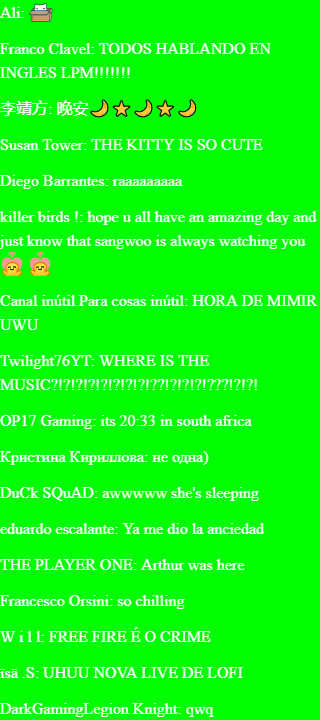 Ali:
Franco Clavel: TODOS HABLANDO EN
INGLES LPM!!!!!!!
李靖方: 晚安🌙⭐🌙⭐🌙
Susan Tower: THE KITTY IS SO CUTE
Diego Barrantes: raaaaaaaaa
killer birds !: hope u all have an amazing day and
just know that sangwoo is always watching you
Canal inútil Para cosas inútil: HORA DE MIMIR
UWU
Twilight76YT: WHERE IS THE
MUSIC?!?!?!?!?!?!?!?!??!?!?!?!???!?!?!
OP17 Gaming: its 20:33 in south africa
Кристина Кириллова: не одна)
DuCk SQuAD: awwwww she's sleeping
eduardo escalante: Ya me dio la anciedad
THE PLAYER ONE: Arthur was here
Francesco Orsini: so chilling
W i 1 l: FREE FIRE É O CRIME
ïsä .S: UHUU NOVA LIVE DE LOFI
DarkGamingLegion Knight: qwq